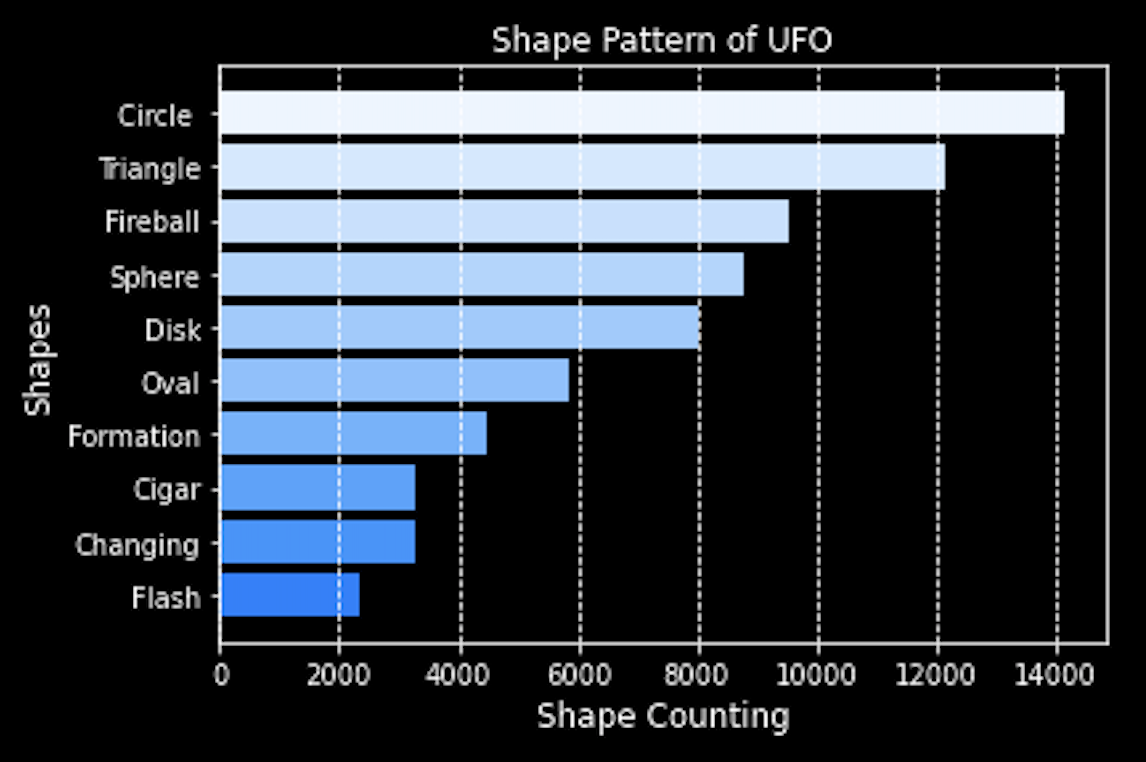 Shape Pattern of UFO
Shapes
Circle
Triangle
Fireball
Sphere
Disk
Oval
Formation
Cigar
Changing
Flash
0 2000 4000 6000 8000 10000 12000 14000
Shape Counting